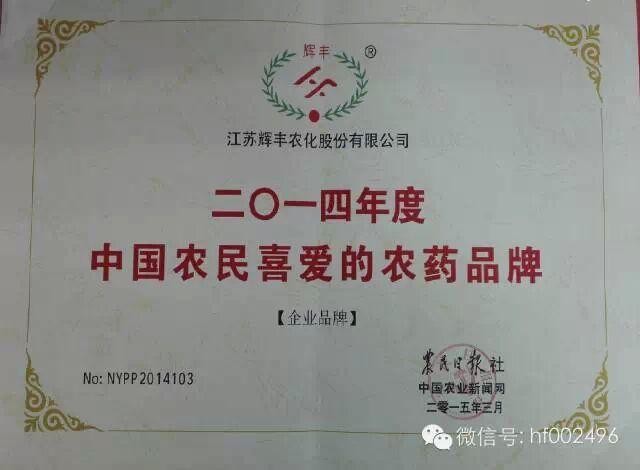 辉丰 ®
江苏辉丰农化股份有限公司
二〇一四年度
中国农民喜爱的农药品牌
【企业品牌】
No: NYPP2014103
农民日报社
中国农业新闻网
二零一五年三月
微信号: hf002496